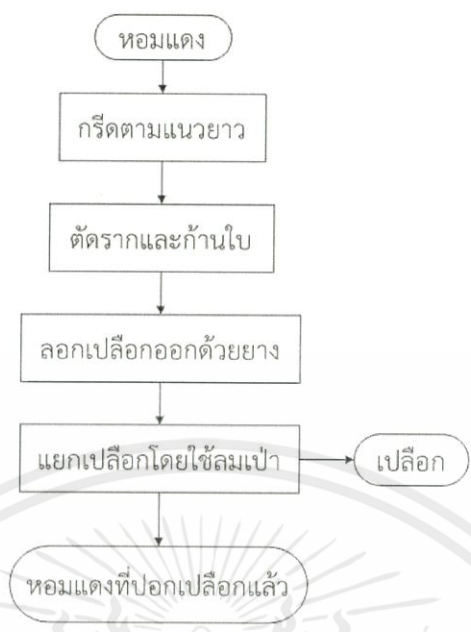 หอมแดง
กรีดตามแนวยาว
ตัดรากและก้านใบ
ลอกเปลือกออกด้วยยาง
แยกเปลือกโดยใช้ลมเป่า
เปลือก
หอมแดงที่ปอกเปลือกแล้ว